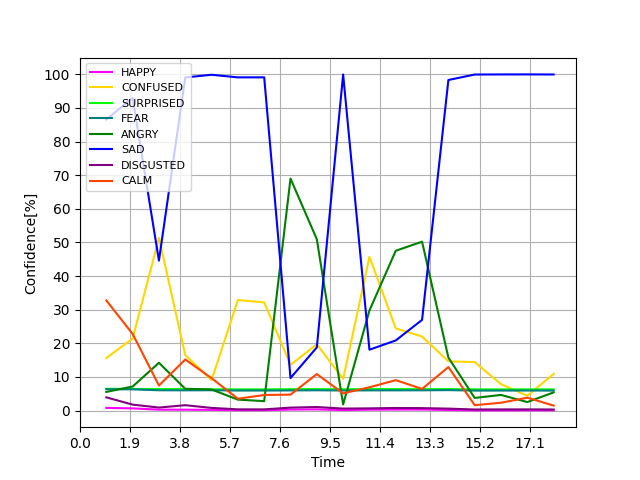 HAPPY
CONFUSED
SURPRISED
FEAR
ANGRY
SAD
DISGUSTED
CALM
100
90
80
70
60
50
40
30
20
10
0
Confidence[%]
0.0 1.9 3.8 5.7 7.6 9.5 11.4 13.3 15.2 17.1
Time